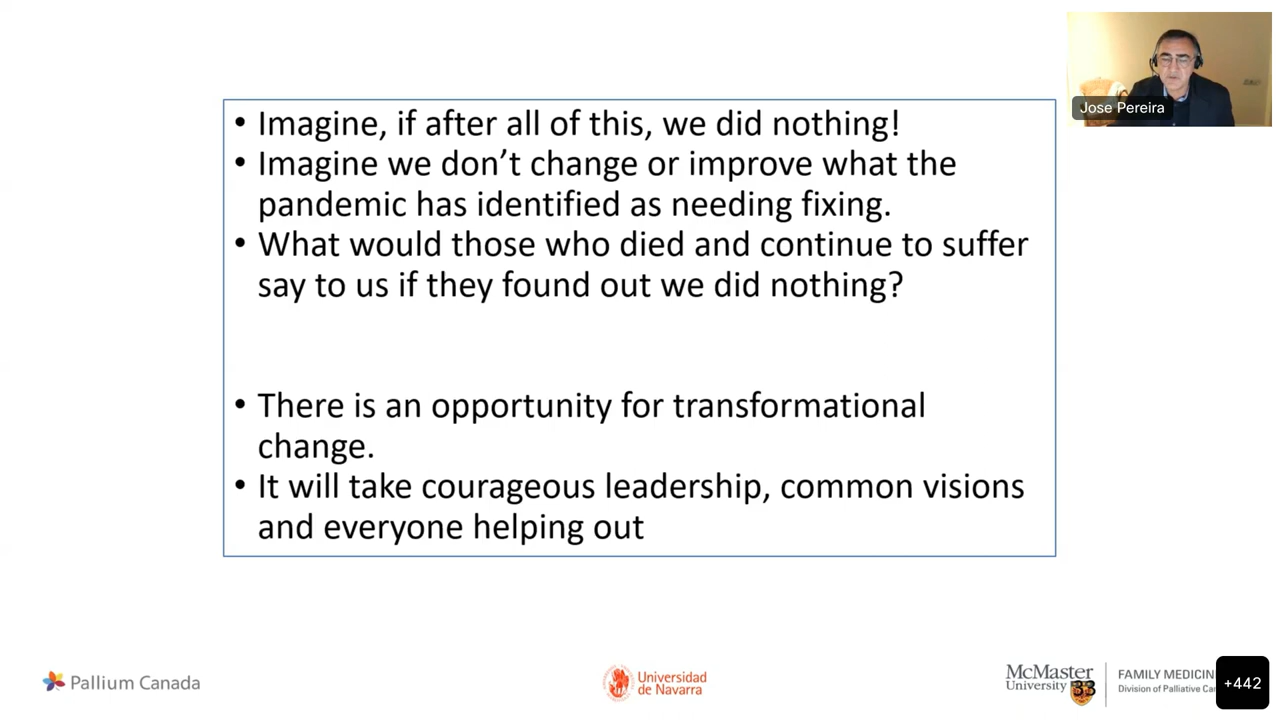 Jose Pereira
• Imagine, if after all of this, we did nothing!
• Imagine we don’t change or improve what the
pandemic has identified as needing fixing.
• What would those who died and continue to suffer
say to us if they found out we did nothing?
• There is an opportunity for transformational
change.
• It will take courageous leadership, common visions
and everyone helping out
Pallium Canada
Universidad
de Navarra
McMaster
University
FAMILY MEDICIN
Division of Palliative Car
+442